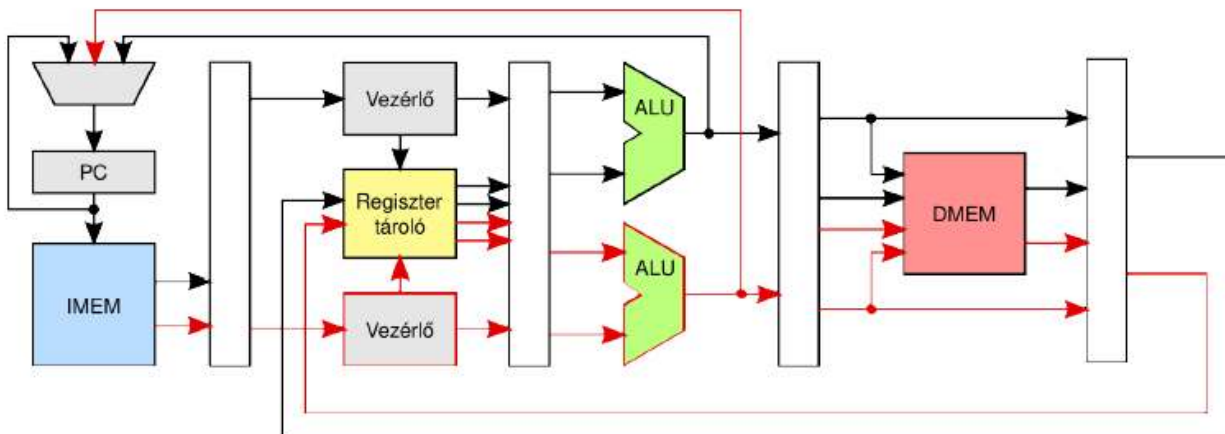 Vezérlő
ALU
PC
Regiszter
tároló
DMEM
IMEM
Vezérlő
ALU